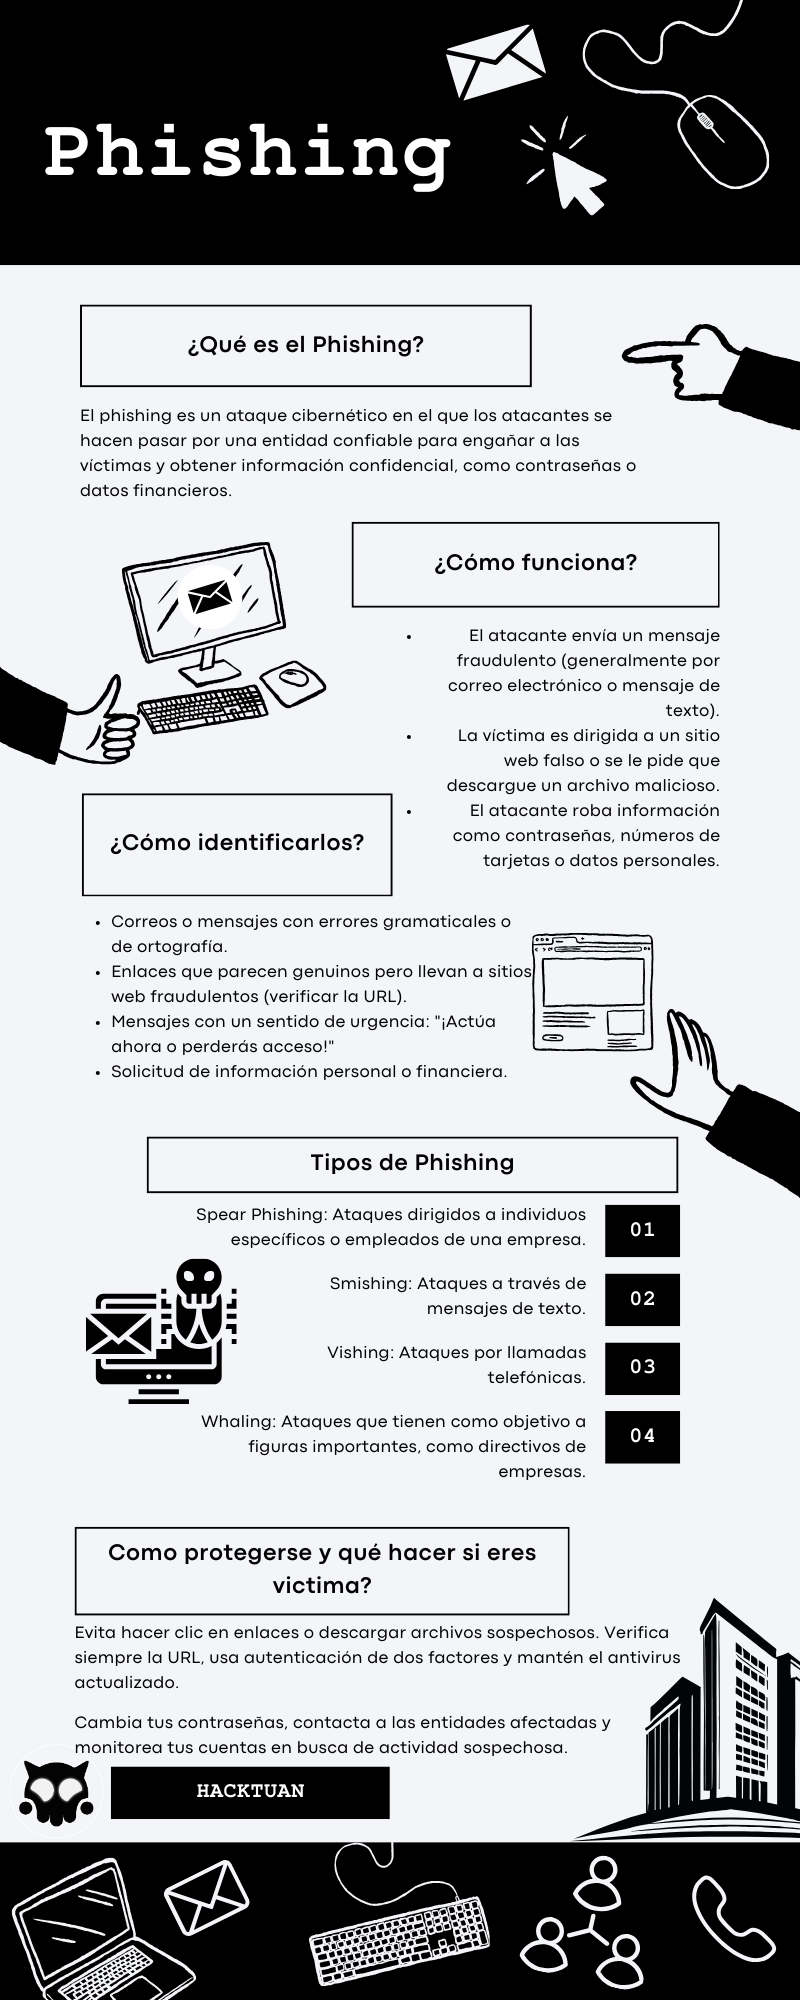 Phishing
¿Qué es el Phishing?
El phishing es un ataque cibernético en el que los atacantes se
hacen pasar por una entidad confiable para engañar a las
víctimas y obtener información confidencial, como contraseñas o
datos financieros.
¿Cómo funciona?
• El atacante envía un mensaje
fraudulento (generalmente por
correo electrónico o mensaje de
texto).
• La víctima es dirigida a un sitio
web falso o se le pide que
descargue un archivo malicioso.
• El atacante roba información
como contraseñas, números de
tarjetas o datos personales.
¿Cómo identificarlos?
• Correos o mensajes con errores gramaticales o
de ortografía.
• Enlaces que parecen genuinos pero llevan a sitios
web fraudulentos (verificar la URL).
• Mensajes con un sentido de urgencia: "¡Actúa
ahora o perderás acceso!"
• Solicitud de información personal o financiera.
Tipos de Phishing
Spear Phishing: Ataques dirigidos a individuos
específicos o empleados de una empresa.
01
Smishing: Ataques a través de
mensajes de texto.
02
Vishing: Ataques por llamadas
telefónicas.
03
Whaling: Ataques que tienen como objetivo a
figuras importantes, como directivos de
empresas.
04
Como protegerse y qué hacer si eres
victima?
Evita hacer clic en enlaces o descargar archivos sospechosos. Verifica
siempre la URL, usa autenticación de dos factores y mantén el antivirus
actualizado.
Cambia tus contraseñas, contacta a las entidades afectadas y
monitorea tus cuentas en busca de actividad sospechosa.
HACKTUAN